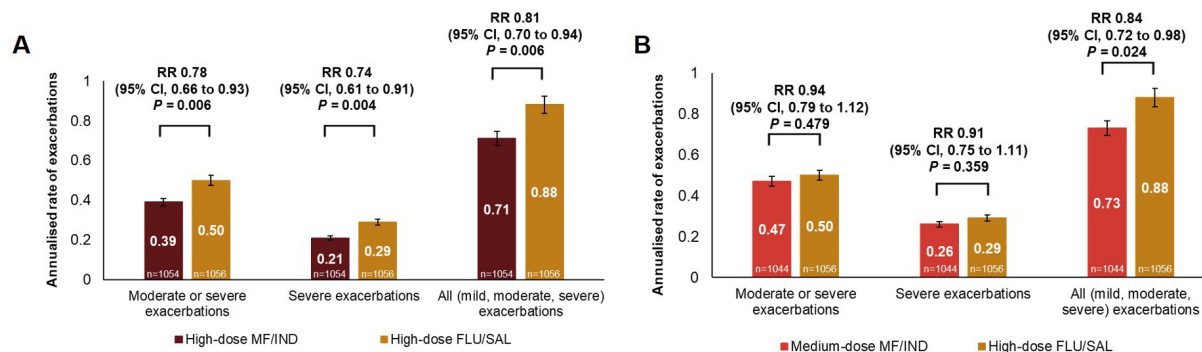 A
Annualised rate of exacerbations
1
0.8
0.6
0.4
0.2
0
RR 0.78
(95% CI, 0.66 to 0.93)
P = 0.006
RR 0.74
(95% CI, 0.61 to 0.91)
P = 0.004
RR 0.81
(95% CI, 0.70 to 0.94)
P = 0.006
0.39
0.50
0.21
0.29
0.71
0.88
n=1054
n=1056
n=1054
n=1056
n=1054
n=1056
Moderate or severe
exacerbations
Severe exacerbations
All (mild, moderate, severe)
exacerbations
High-dose MF/IND
High-dose FLU/SAL
B
Annualised rate of exacerbations
1
0.8
0.6
0.4
0.2
0
RR 0.94
(95% CI, 0.79 to 1.12)
P = 0.479
RR 0.91
(95% CI, 0.75 to 1.11)
P = 0.359
RR 0.84
(95% CI, 0.72 to 0.98)
P = 0.024
0.47
0.50
0.26
0.29
0.73
0.88
n=1044
n=1056
n=1044
n=1056
n=1044
n=1056
Moderate or severe
exacerbations
Severe exacerbations
All (mild, moderate,
severe) exacerbations
Medium-dose MF/IND
High-dose FLU/SAL